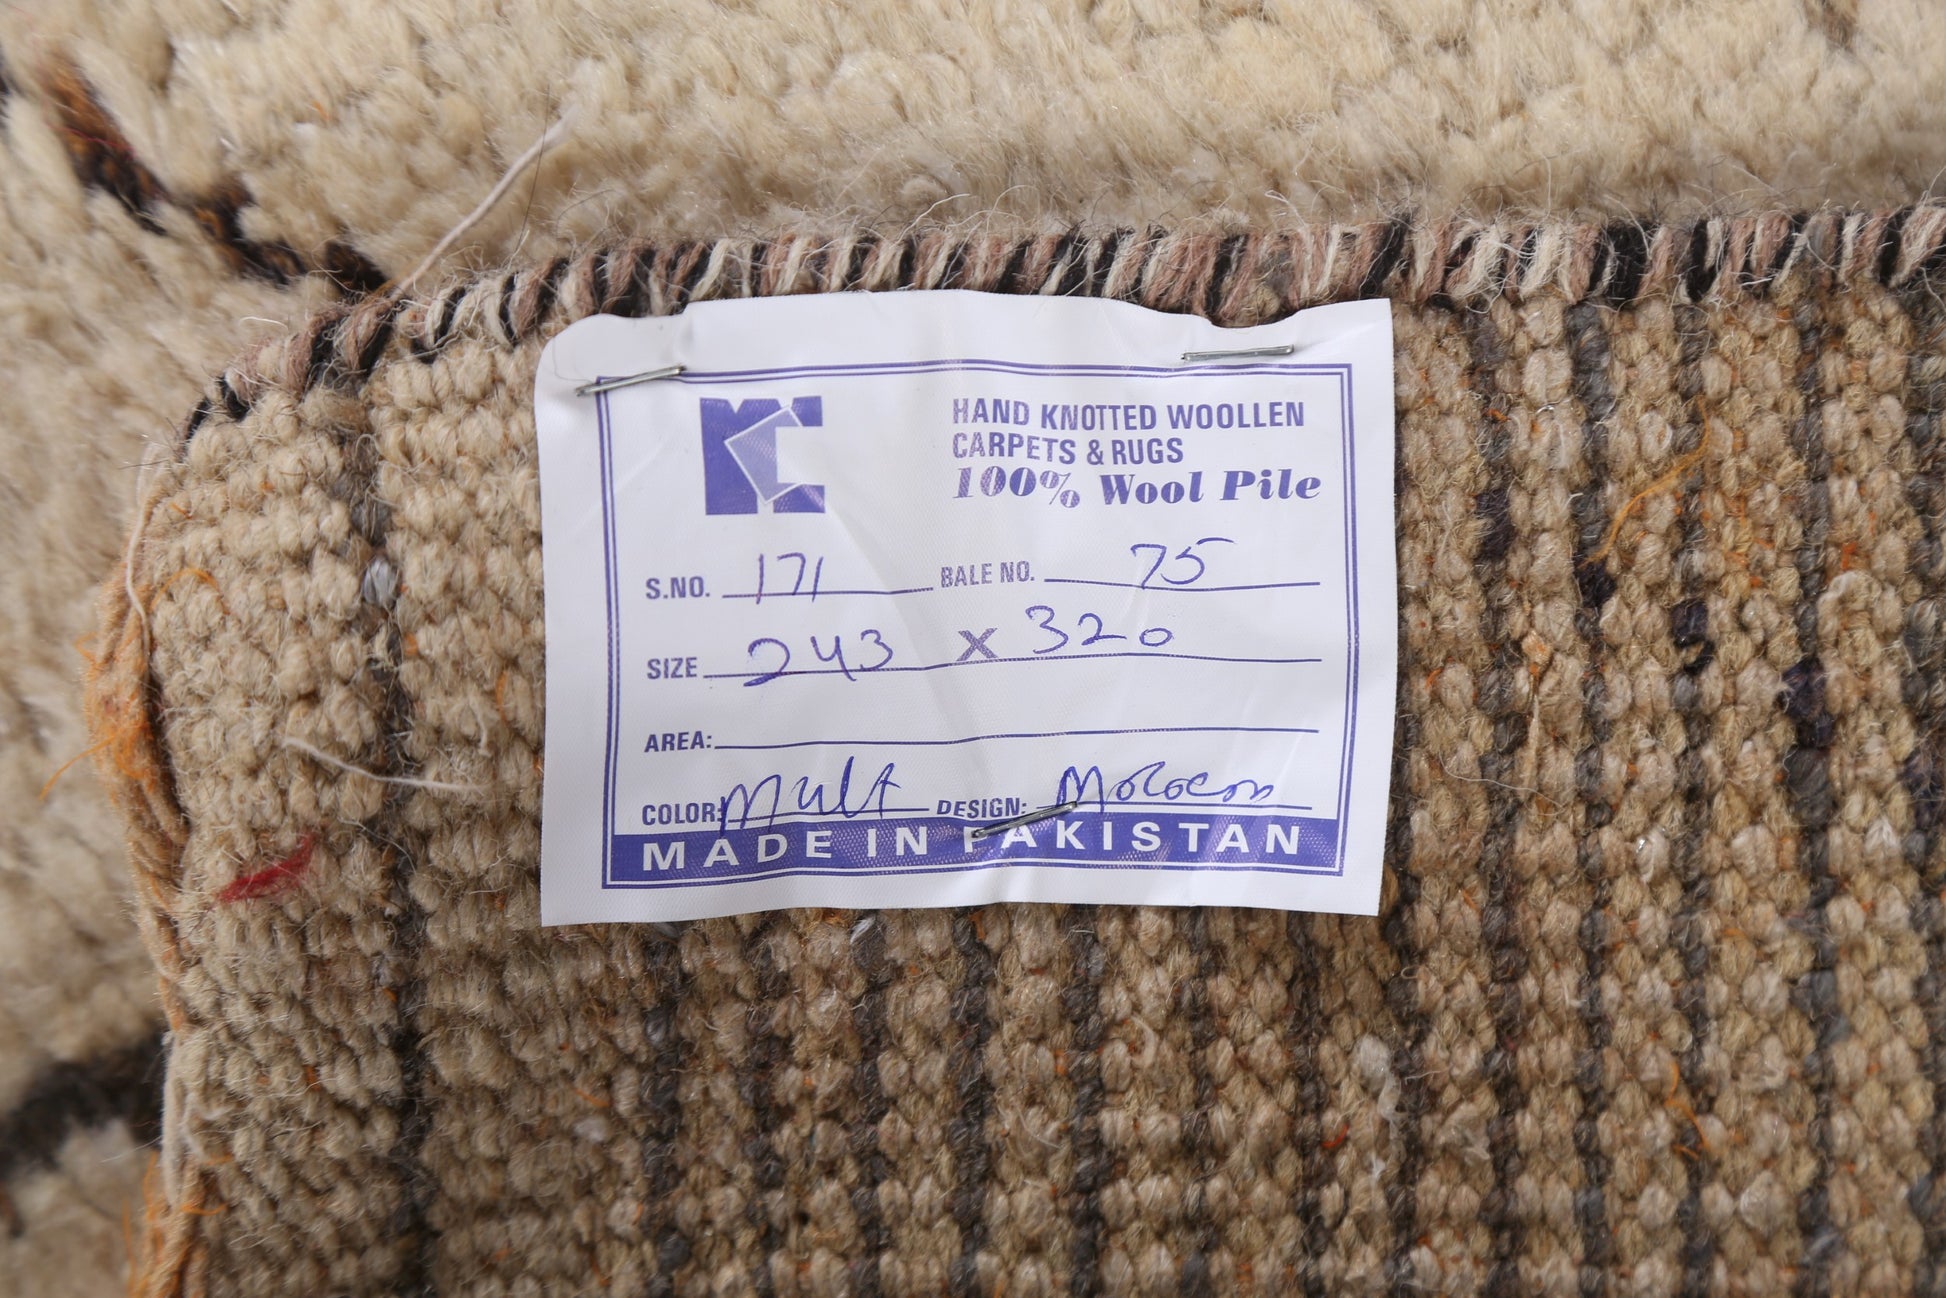 HAND KNOTTED WOOLLEN
CARPETS & RUGS
100% Wool Pile
S.NO. 171 BALE NO. 75
SIZE 243 X 320
AREA:
COLOR: Mult DESIGN: Morocon
MADE IN PAKISTAN